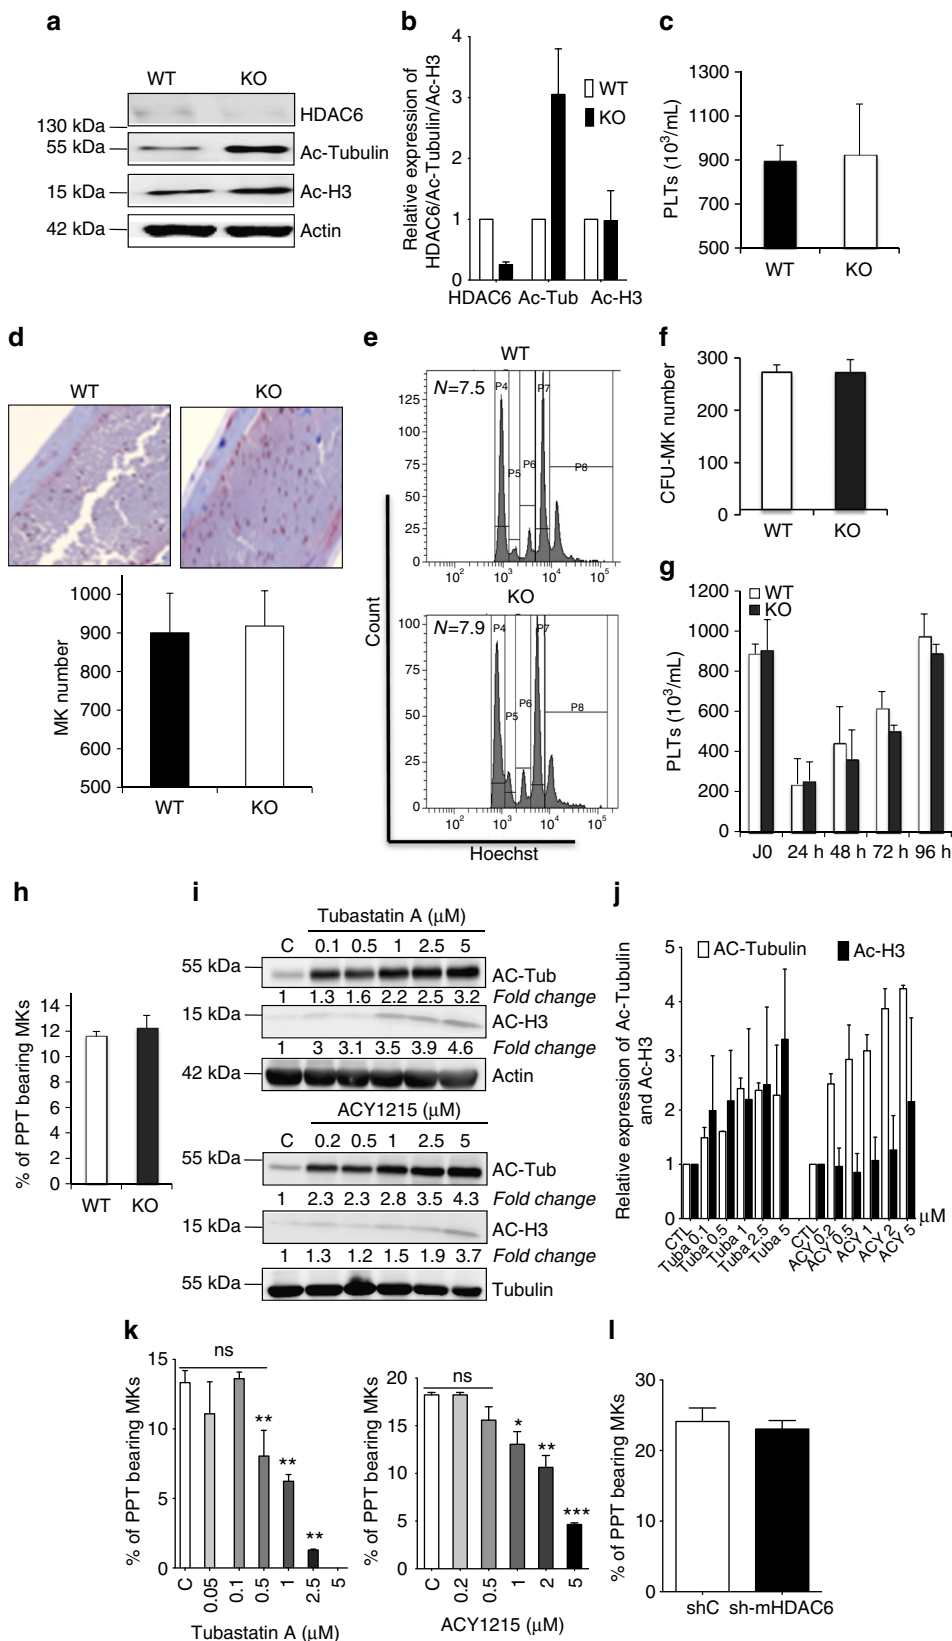 a
WT KO
HDAC6
130 kDa
55 kDa Ac-Tubulin
15 kDa Ac-H3
42 kDa Actin
b
Relative expression of
HDAC6/Ac-Tubulin/Ac-H3
4
3
2
1
0
WT
KO
HDAC6 Ac-Tub Ac-H3
c
PLTs (10³/mL)
1300
1100
900
700
500
WT KO
d
WT KO
MK number
1000
900
800
700
600
500
WT KO
e
WT
N=7.5
P4 P5 P6 P7 P8
125
100
75
50
25
0
10² 10³ 10⁴ 10⁵
KO
N=7.9
P4 P5 P6 P7 P8
100
75
50
25
0
10² 10³ 10⁴ 10⁵
Count
Hoechst
f
CFU-MK number
300
200
100
0
WT KO
g
PLTs (10³/mL)
1200
1000
800
600
400
200
0
WT
KO
J0 24 h 48 h 72 h 96 h
h
% of PPT bearing MKs
14
12
10
8
6
4
2
0
WT KO
i
Tubastatin A (µM)
C 0.1 0.5 1 2.5 5
55 kDa AC-Tub
1 1.3 1.6 2.2 2.5 3.2 Fold change
15 kDa AC-H3
1 3 3.1 3.5 3.9 4.6 Fold change
42 kDa Actin
ACY1215 (µM)
C 0.2 0.5 1 2.5 5
55 kDa AC-Tub
1 2.3 2.3 2.8 3.5 4.3 Fold change
15 kDa AC-H3
1 1.3 1.2 1.5 1.9 3.7 Fold change
55 kDa Tubulin
j
Relative expression of Ac-Tubulin
and Ac-H3
5
4
3
2
1
0
AC-Tubulin Ac-H3
CTL Tuba 0.1 Tuba 0.5 Tuba 1 Tuba 2.5 Tuba 5 CTL ACY 0.2 ACY 0.5 ACY 1 ACY 2 ACY 5 µM
k
% of PPT bearing MKs
15
10
5
0
ns
** ** **
C 0.05 0.1 0.5 1 2.5 5
Tubastatin A (µM)
% of PPT bearing MKs
20
15
10
5
0
ns
* ** ***
C 0.2 0.5 1 2 5
ACY1215 (µM)
l
% of PPT bearing MKs
30
20
10
0
shC sh-mHDAC6